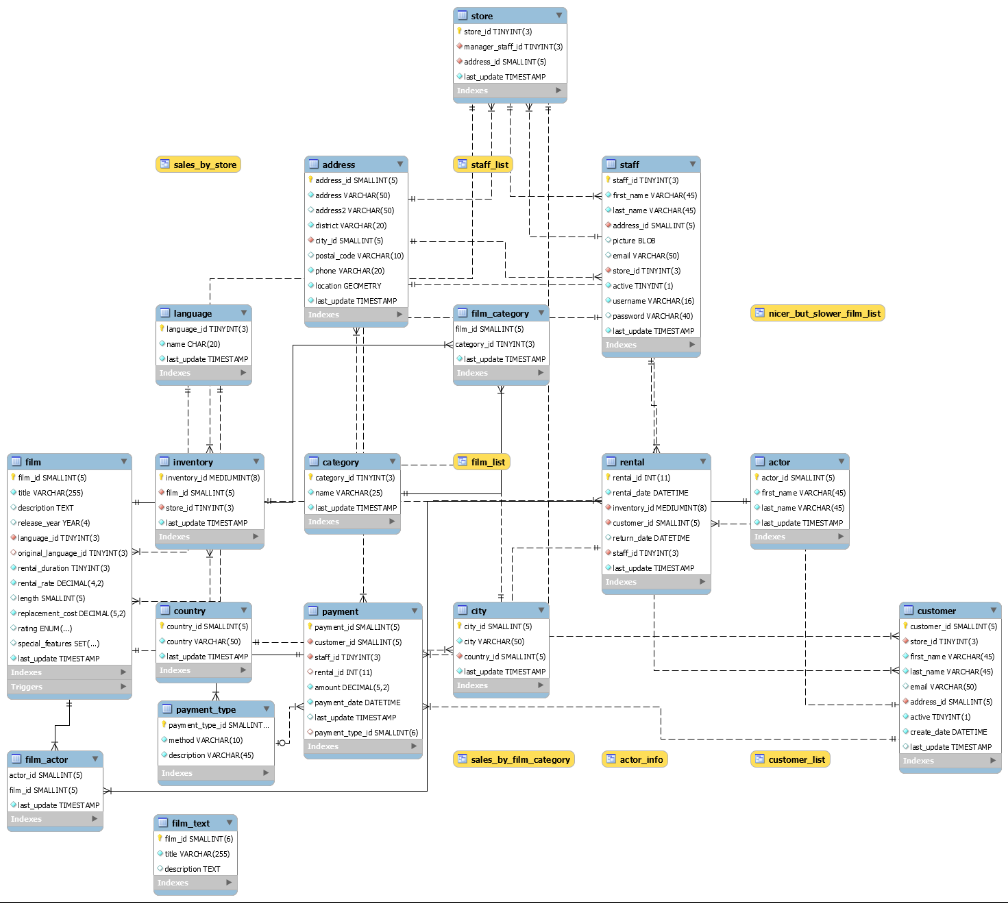 store
store_id TINYINT(3)
manager_staff_id TINYINT(3)
address_id SMALLINT(5)
last_update TIMESTAMP
Indexes
sales_by_store
address
address_id SMALLINT(5)
address VARCHAR(50)
address2 VARCHAR(50)
district VARCHAR(20)
city_id SMALLINT(5)
postal_code VARCHAR(10)
phone VARCHAR(20)
location GEOMETRY
last_update TIMESTAMP
Indexes
staff_list
staff
staff_id TINYINT(3)
first_name VARCHAR(45)
last_name VARCHAR(45)
address_id SMALLINT(5)
picture BLOB
email VARCHAR(50)
store_id TINYINT(3)
active TINYINT(1)
username VARCHAR(16)
password VARCHAR(40)
last_update TIMESTAMP
Indexes
language
language_id TINYINT(3)
name CHAR(20)
last_update TIMESTAMP
Indexes
film_category
film_id SMALLINT(5)
category_id TINYINT(3)
last_update TIMESTAMP
Indexes
nicer_but_slower_film_list
film
film_id SMALLINT(5)
title VARCHAR(255)
description TEXT
release_year YEAR(4)
language_id TINYINT(3)
original_language_id TINYINT(3)
rental_duration TINYINT(3)
rental_rate DECIMAL(4,2)
length SMALLINT(5)
replacement_cost DECIMAL(5,2)
rating ENUM(...)
special_features SET(...)
last_update TIMESTAMP
Indexes
Triggers
inventory
inventory_id MEDIUMINT(8)
film_id SMALLINT(5)
store_id TINYINT(3)
last_update TIMESTAMP
Indexes
category
category_id TINYINT(3)
name VARCHAR(25)
last_update TIMESTAMP
Indexes
film_list
rental
rental_id INT(11)
rental_date DATETIME
inventory_id MEDIUMINT(8)
customer_id SMALLINT(5)
return_date DATETIME
staff_id TINYINT(3)
last_update TIMESTAMP
Indexes
actor
actor_id SMALLINT(5)
first_name VARCHAR(45)
last_name VARCHAR(45)
last_update TIMESTAMP
Indexes
country
country_id SMALLINT(5)
country VARCHAR(50)
last_update TIMESTAMP
Indexes
payment
payment_id SMALLINT(5)
customer_id SMALLINT(5)
staff_id TINYINT(3)
rental_id INT(11)
amount DECIMAL(5,2)
payment_date DATETIME
last_update TIMESTAMP
payment_type_id SMALLINT(6)
Indexes
city
city_id SMALLINT(5)
city VARCHAR(50)
country_id SMALLINT(5)
last_update TIMESTAMP
Indexes
customer
customer_id SMALLINT(5)
store_id TINYINT(3)
first_name VARCHAR(45)
last_name VARCHAR(45)
email VARCHAR(50)
address_id SMALLINT(5)
active TINYINT(1)
create_date DATETIME
last_update TIMESTAMP
Indexes
payment_type
payment_type_id SMALLINT...
method VARCHAR(10)
description VARCHAR(45)
Indexes
film_actor
actor_id SMALLINT(5)
film_id SMALLINT(5)
last_update TIMESTAMP
Indexes
sales_by_film_category
actor_info
customer_list
film_text
film_id SMALLINT(6)
title VARCHAR(255)
description TEXT
Indexes